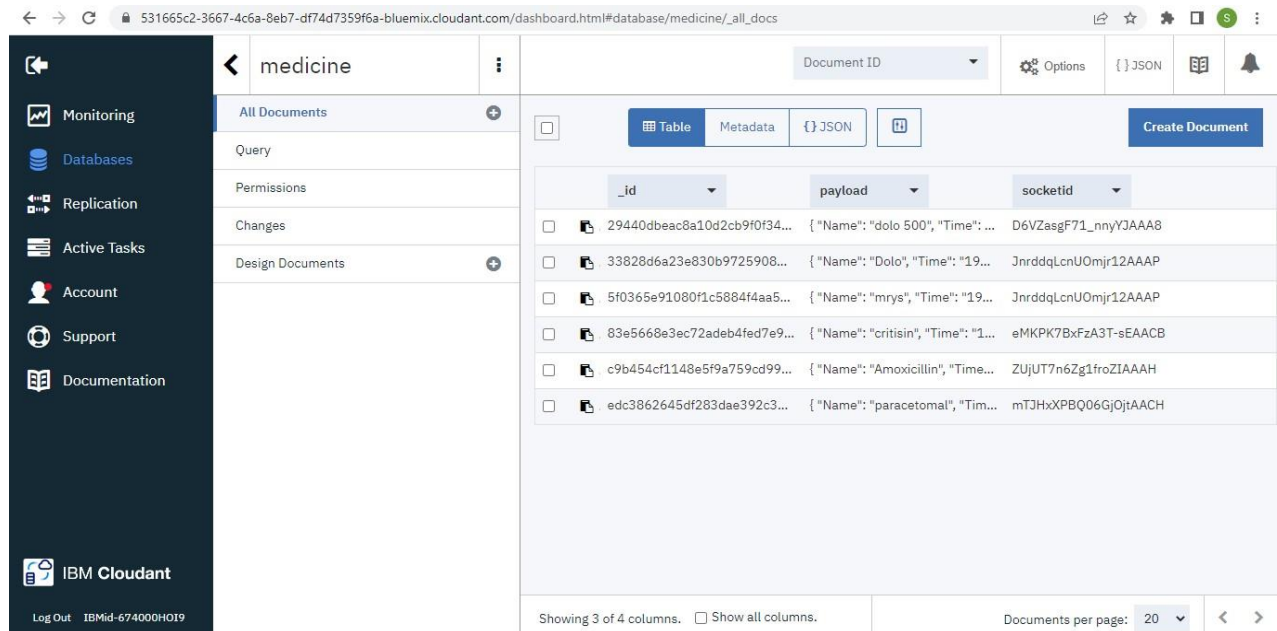 531665c2-3667-4c6a-8eb7-df74d7359f6a-bluemix.cloudant.com/dashboard.html#database/medicine/_all_docs
S
medicine
Document ID
Options
{ } JSON
Monitoring
Databases
Replication
Active Tasks
Account
Support
Documentation
All Documents
Query
Permissions
Changes
Design Documents
Table
Metadata
{ } JSON
Create Document
_id payload socketid
29440dbeac8a10d2cb9f0f34... { "Name": "dolo 500", "Time": ... D6VZasgF71_nnyYJAAA8
33828d6a23e830b9725908... { "Name": "Dolo", "Time": "19... JnrddqLcnUOmjr12AAAP
5f0365e91080f1c5884f4aa5... { "Name": "mrys", "Time": "19... JnrddqLcnUOmjr12AAAP
83e5668e3ec72adeb4fed7e9... { "Name": "critisin", "Time": "1... eMKPK7BxFzA3T-sEAACB
c9b454cf1148e5f9a759cd99... { "Name": "Amoxicillin", "Time... ZUjUT7n6Zg1froZIAAAH
edc3862645df283dae392c3... { "Name": "paracetomal", "Tim... mTJHxXPBQ06GjOjtAACH
IBM Cloudant
Log Out IBMid-674000HOI9
Showing 3 of 4 columns. Show all columns.
Documents per page: 20